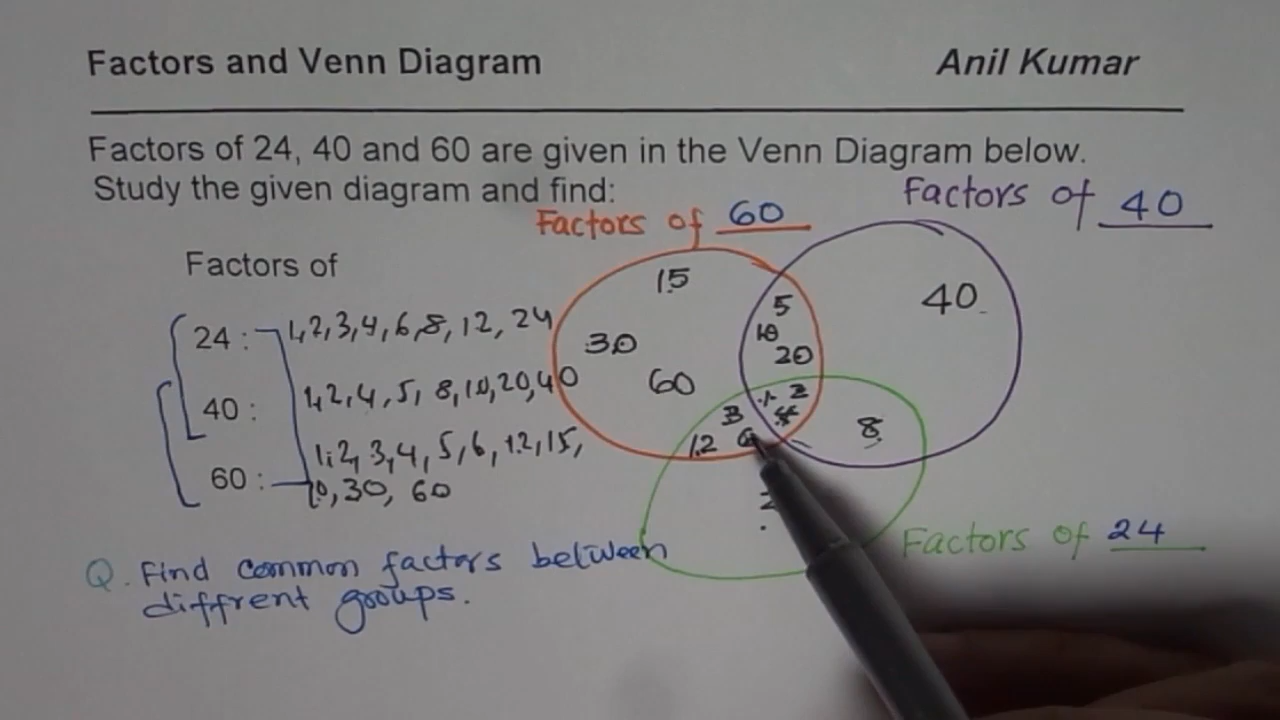 Factors and Venn Diagram
Anil Kumar
Factors of 24, 40 and 60 are given in the Venn Diagram below.
Study the given diagram and find:
Factors of 60
Factors of 40
Factors of
24 : 1,2,3,4,6,8,12,24
40 : 1,2,4,5,8,10,20,40
60 : 1,2,3,4,5,6,12,15,
30, 60
15
30
60
5
10
20
40
1 2
3
4
12 6
8
Factors of 24
Q. Find common factors between
diffrent groups.